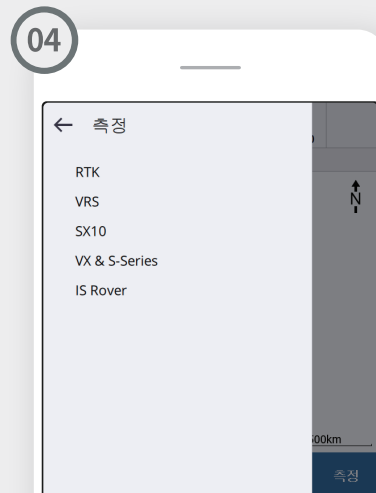 04
측정
RTK
VRS
SX10
VX & S-Series
IS Rover
N
500km
측정